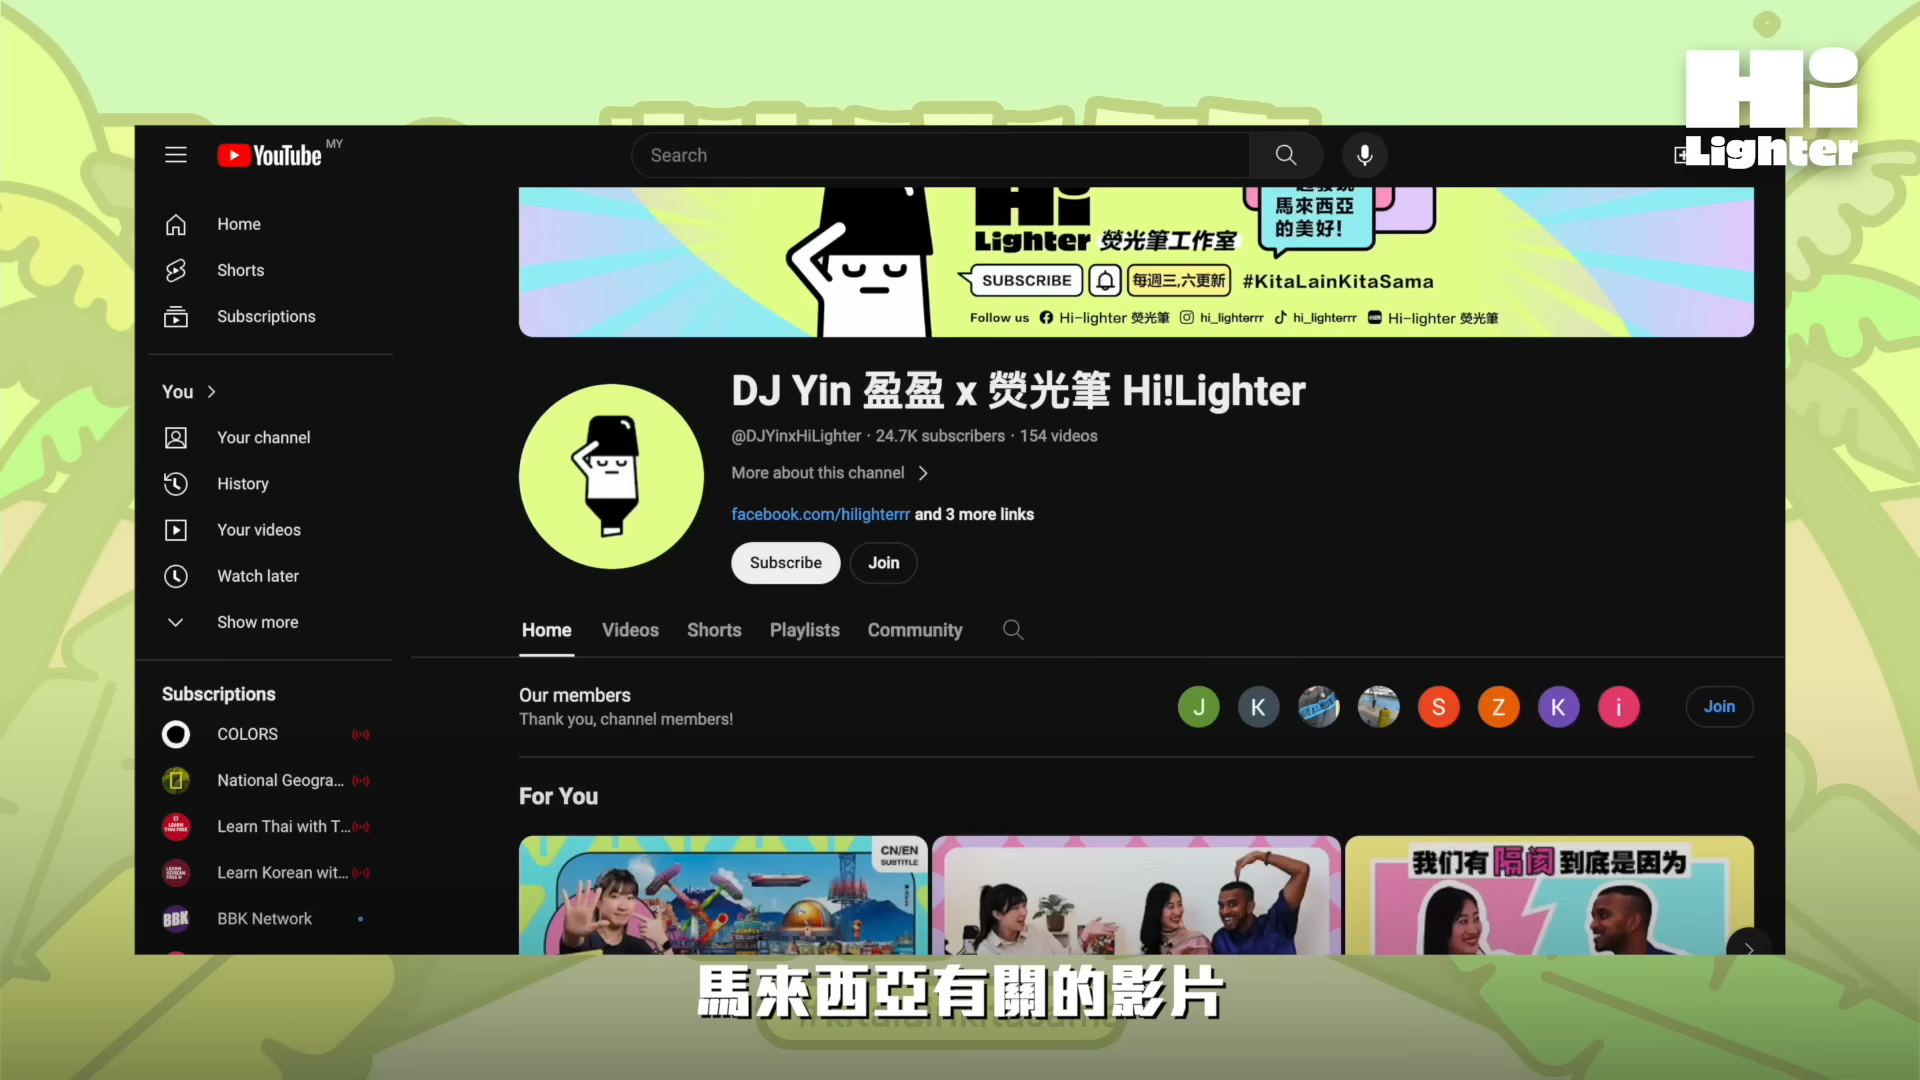 Hi
Lighter
YouTube MY
Search
Home
Shorts
Subscriptions
You
Your channel
History
Your videos
Watch later
Show more
Subscriptions
COLORS
National Geogra...
Learn Thai with T...
Learn Korean wit...
BBK Network
Hi
Lighter 熒光筆工作室
馬來西亞
的美好!
SUBSCRIBE 每週三,六更新 #KitaLainKitaSama
Follow us Hi-lighter 熒光筆 hi_lighterrr hi_lighterrr Hi-lighter 熒光筆
DJ Yin 盈盈 x 熒光筆 Hi!Lighter
@DJYinxHiLighter · 24.7K subscribers · 154 videos
More about this channel
facebook.com/hilighterrr and 3 more links
Subscribe Join
Home Videos Shorts Playlists Community
Our members
Thank you, channel members!
J K S Z K i
Join
For You
CN/EN
SUBTITLE
我们有隔阂到底是因为
馬來西亞有關的影片